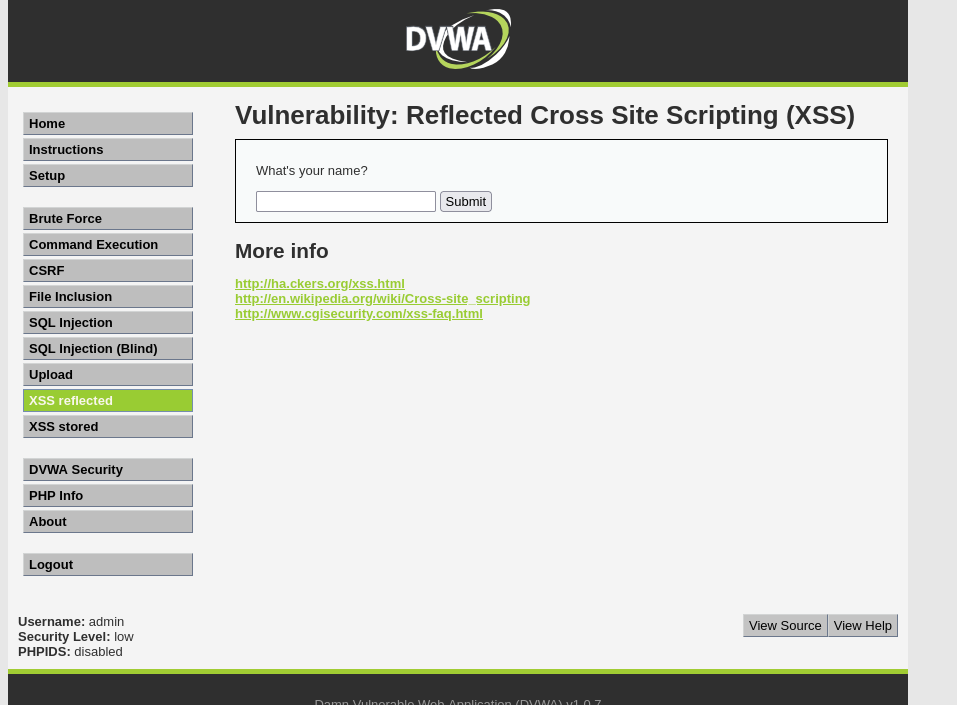 DVWA
Vulnerability: Reflected Cross Site Scripting (XSS)
Home
Instructions
Setup
Brute Force
Command Execution
CSRF
File Inclusion
SQL Injection
SQL Injection (Blind)
Upload
XSS reflected
XSS stored
DVWA Security
PHP Info
About
Logout
What's your name?
Submit
More info
http://ha.ckers.org/xss.html
http://en.wikipedia.org/wiki/Cross-site_scripting
http://www.cgisecurity.com/xss-faq.html
Username: admin
Security Level: low
PHPIDS: disabled
View Source
View Help
Damn Vulnerable Web Application (DVWA) v1.0.7